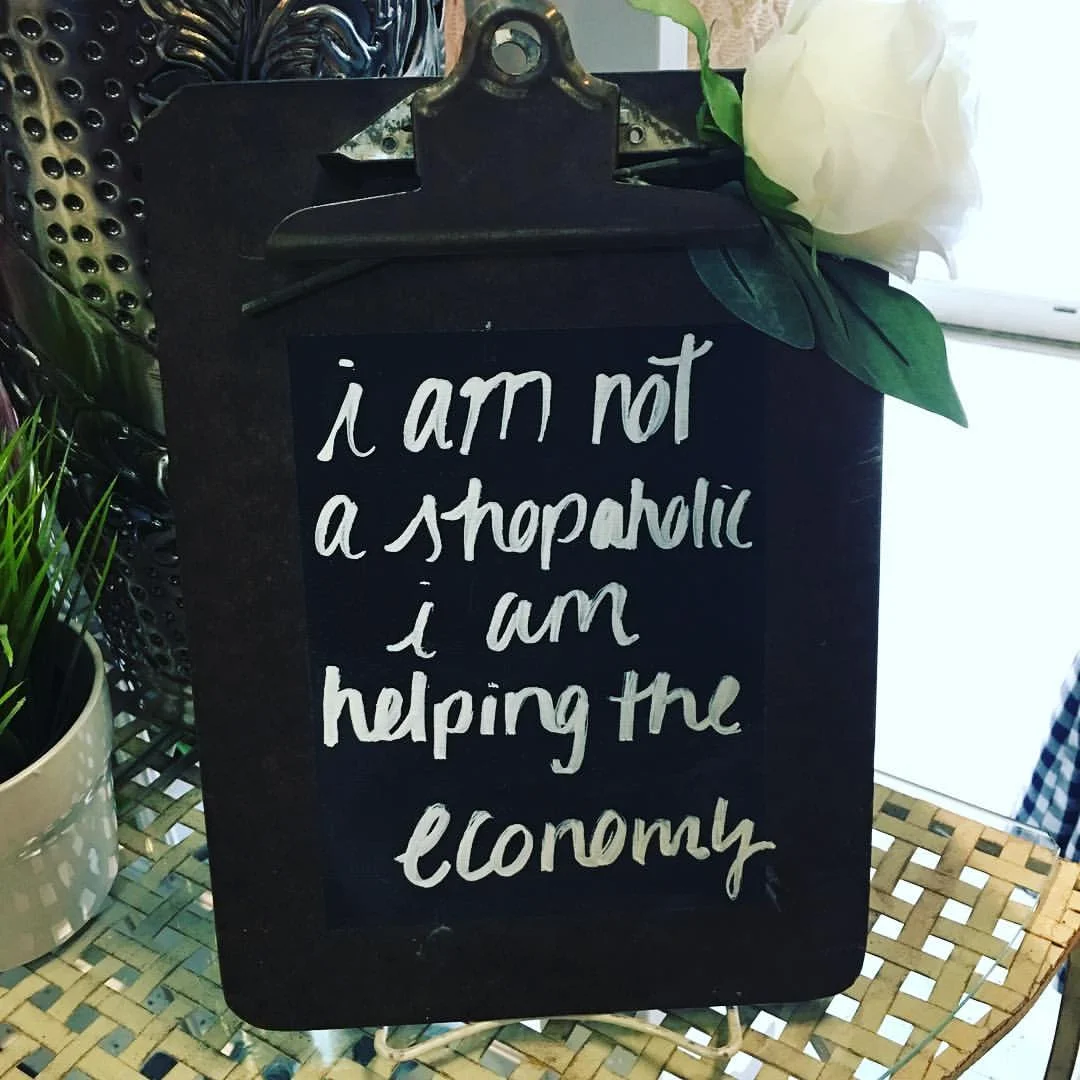 i am not
a shopaholic
i am
helping the
economy